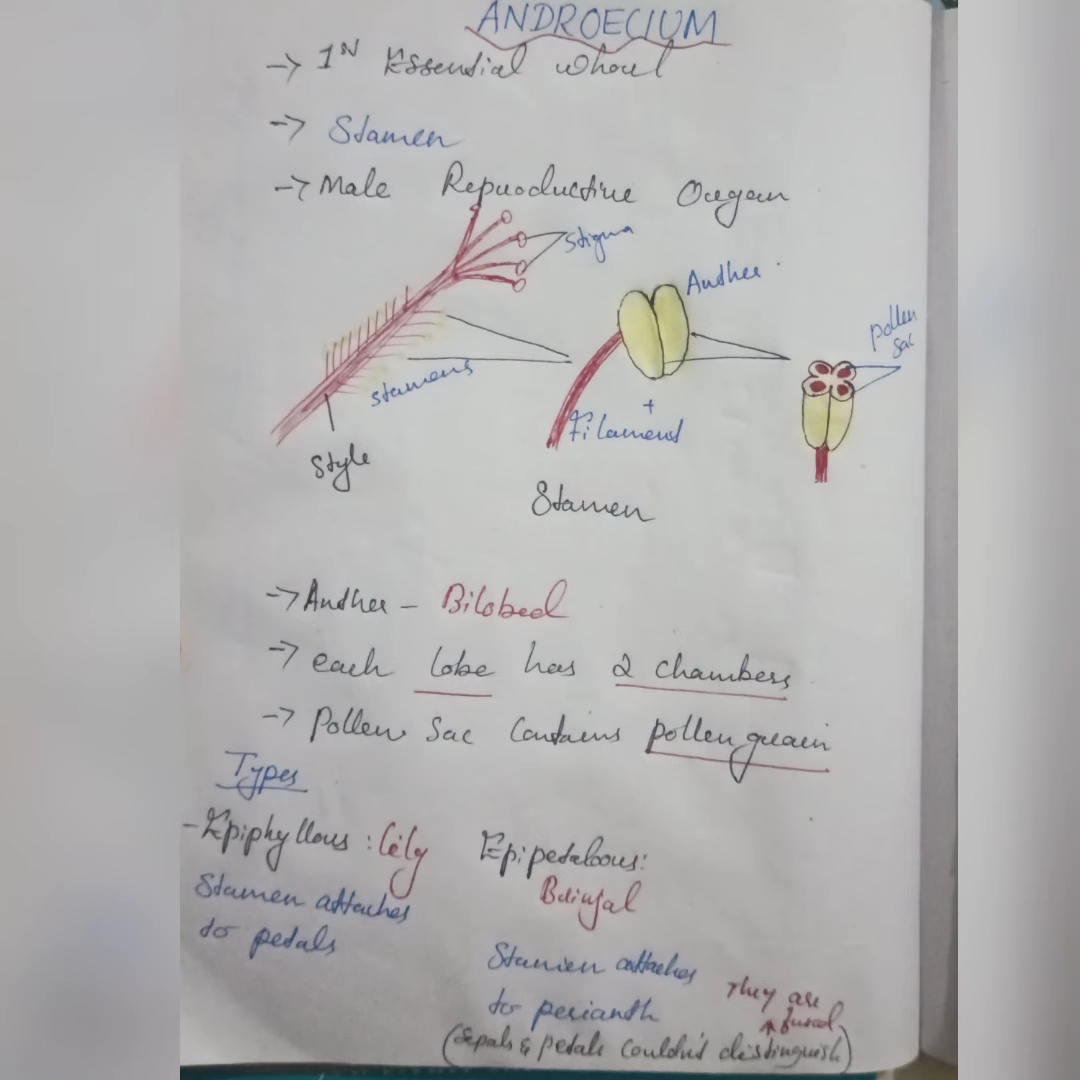 ANDROECIUM
→ 1st Essential whorl
→ Stamen
→ Male Reproductive Organ
Stigma
Anther
pollen
sac
stamens
+
Filament
Style
Stamen
→ Anther - Bilobed
→ each lobe has 2 chambers
→ Pollen Sac contains pollen grain
Types
- Epiphyllous : Lily
Stamen attaches
to petals
Epipetalous:
Brinjal
Stamen attaches
to perianth
They are
fused
(Sepals & petals couldn't distinguish)